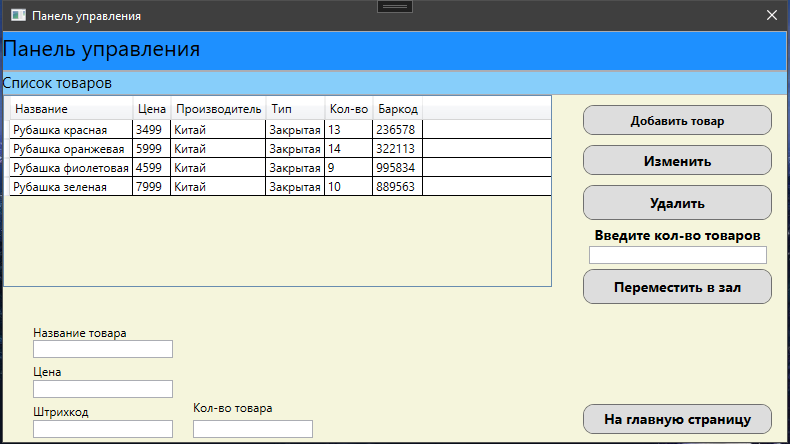 Панель управления
Панель управления
Список товаров
Название Цена Производитель Тип Кол-во Баркод
Рубашка красная 3499 Китай Закрытая 13 236578
Рубашка оранжевая 5999 Китай Закрытая 14 322113
Рубашка фиолетовая 4599 Китай Закрытая 9 995834
Рубашка зеленая 7999 Китай Закрытая 10 889563
Добавить товар
Изменить
Удалить
Введите кол-во товаров
Переместить в зал
Название товара
Цена
Штрихкод
Кол-во товара
На главную страницу